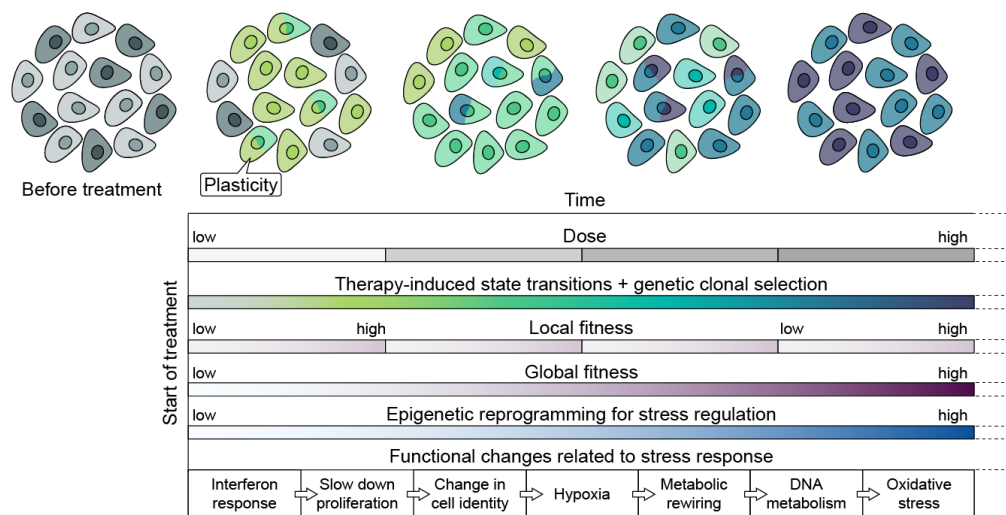 Before treatment
Plasticity
Time
Dose
low
high
Therapy-induced state transitions + genetic clonal selection
Local fitness
low
high
low
high
Global fitness
low
high
Epigenetic reprogramming for stress regulation
low
high
Functional changes related to stress response
Start of treatment
Interferon
response
Slow down
proliferation
Change in
cell identity
Hypoxia
Metabolic
rewiring
DNA
metabolism
Oxidative
stress